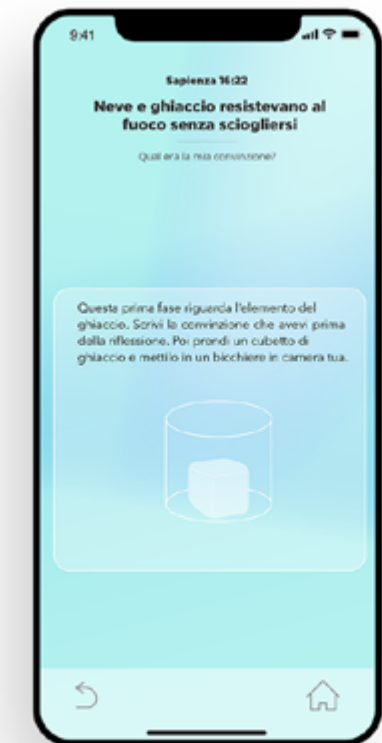 9:41
Sapienza 16:22
Neve e ghiaccio resistevano al
fuoco senza sciogliersi
Qual era la mia convinzione?
Questa prima fase riguarda l'elemento del
ghiaccio. Scrivi la convinzione che avevi prima
della riflessione. Poi prendi un cubetto di
ghiaccio e mettilo in un bicchiere in camera tua.